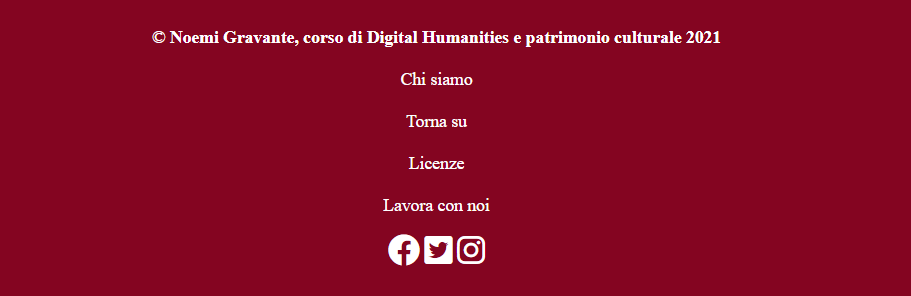 © Noemi Gravante, corso di Digital Humanities e patrimonio culturale 2021
Chi siamo
Torna su
Licenze
Lavora con noi